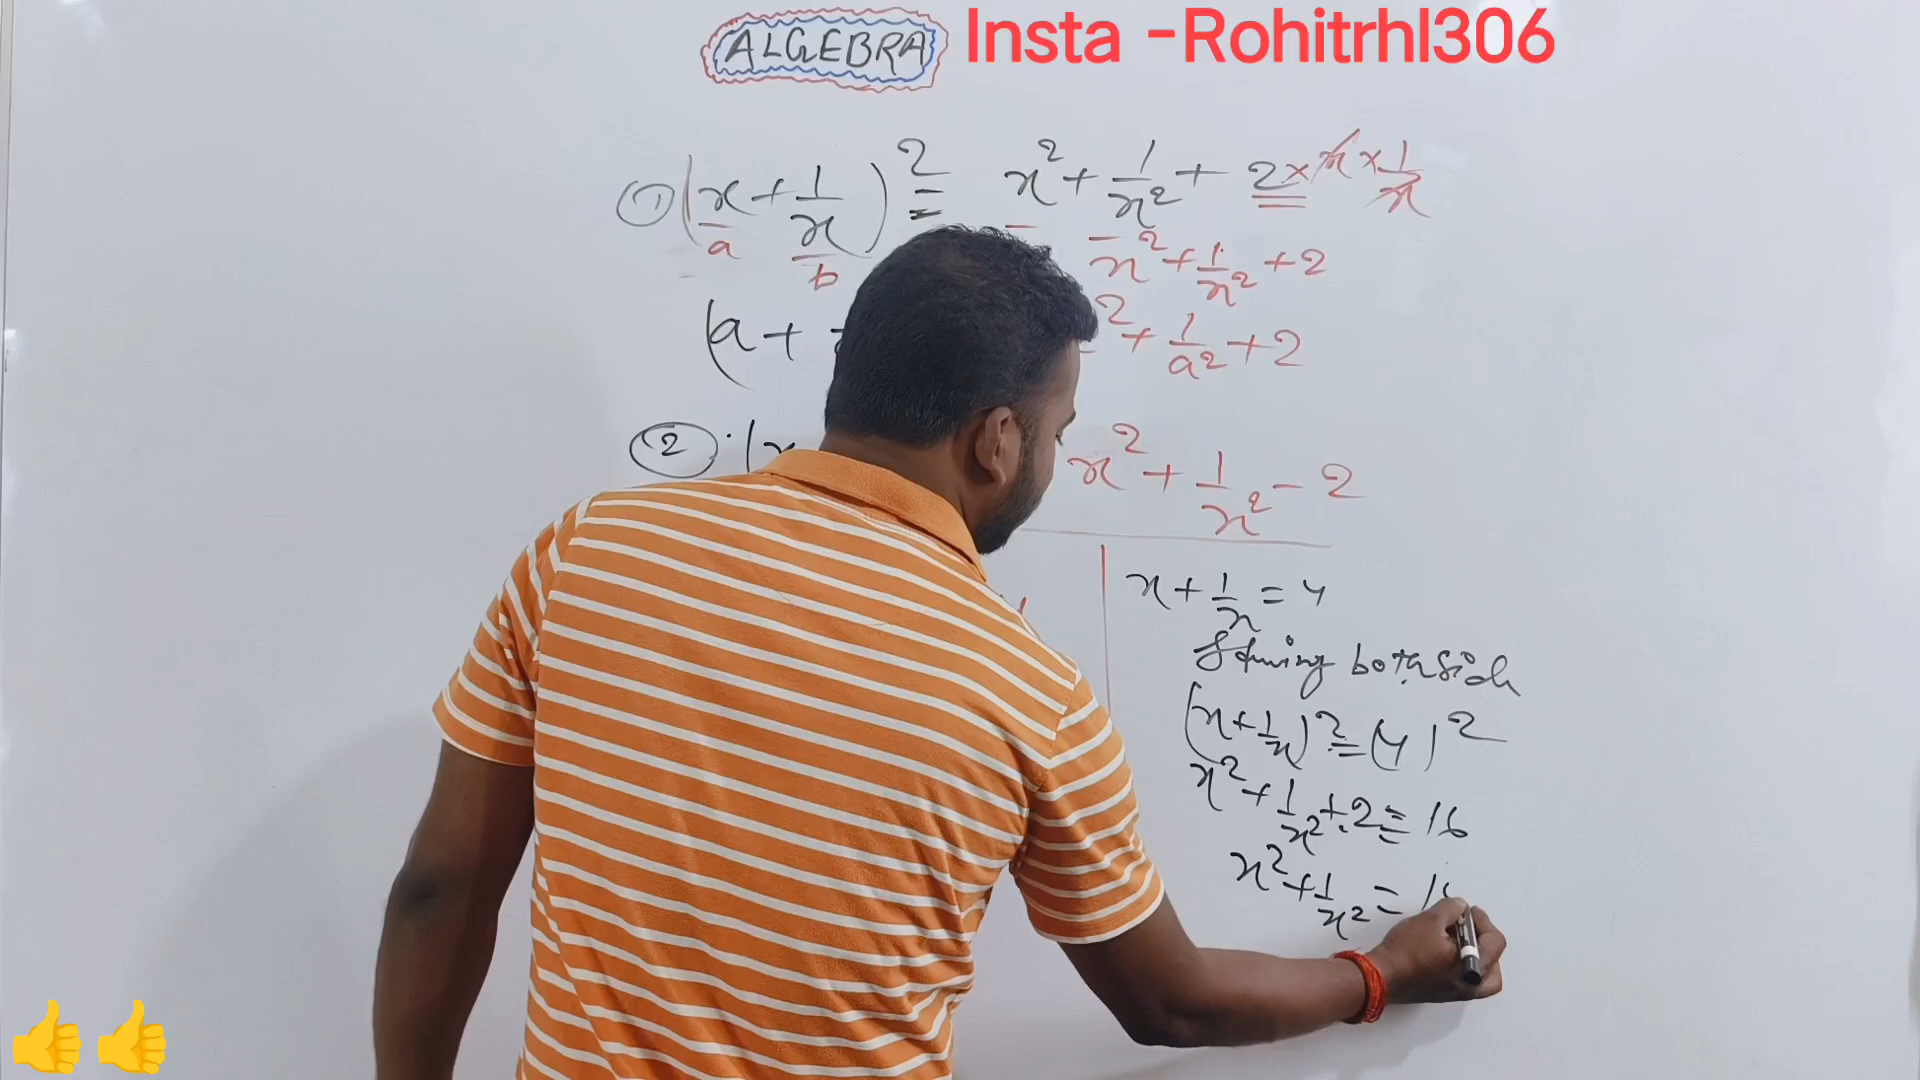 ALGEBRA Insta -Rohitrhl306
① (x + 1/x)² = x² + 1/x² + 2 × x × 1/x
a b x² + 1/x² + 2
(a + ² + 1/a² + 2
② (x x² + 1/x² - 2
x + 1/x = 4
both side
(x + 1/x)² = (4)²
x² + 1/x² + 2 = 16
x² + 1/x² = 1